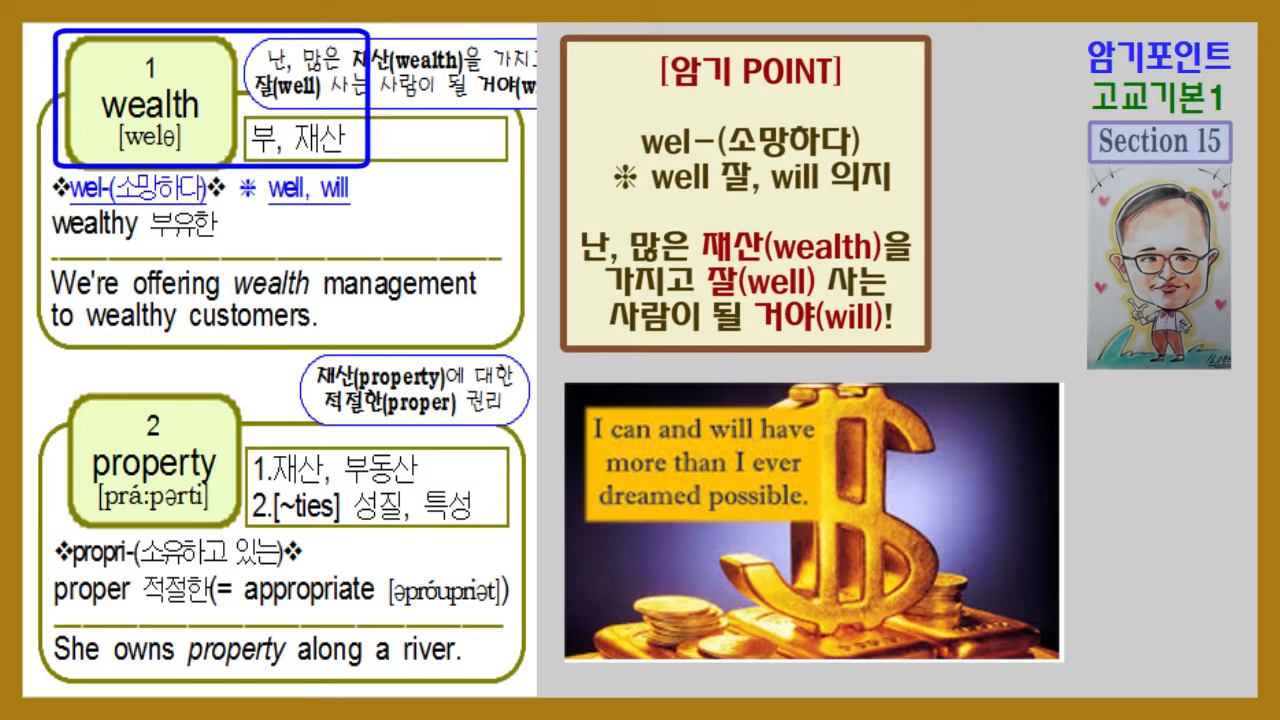 1
wealth
[welɵ]
난, 많은 재산(wealth)을 가지고
잘(well) 사는 사람이 될 거야(w
부, 재산
❖wel-(소망하다)❖ ❈ well, will
wealthy 부유한
We're offering wealth management
to wealthy customers.
재산(property)에 대한
적절한(proper) 권리
2
property
[prá:pərti]
1.재산, 부동산
2.[~ties] 성질, 특성
❖propri-(소유하고 있는)❖
proper 적절한(= appropriate [əpróupriət])
She owns property along a river.
[암기 POINT]
wel-(소망하다)
❈ well 잘, will 의지
난, 많은 재산(wealth)을
가지고 잘(well) 사는
사람이 될 거야(will)!
I can and will have
more than I ever
dreamed possible.
암기포인트
고교기본1
Section 15